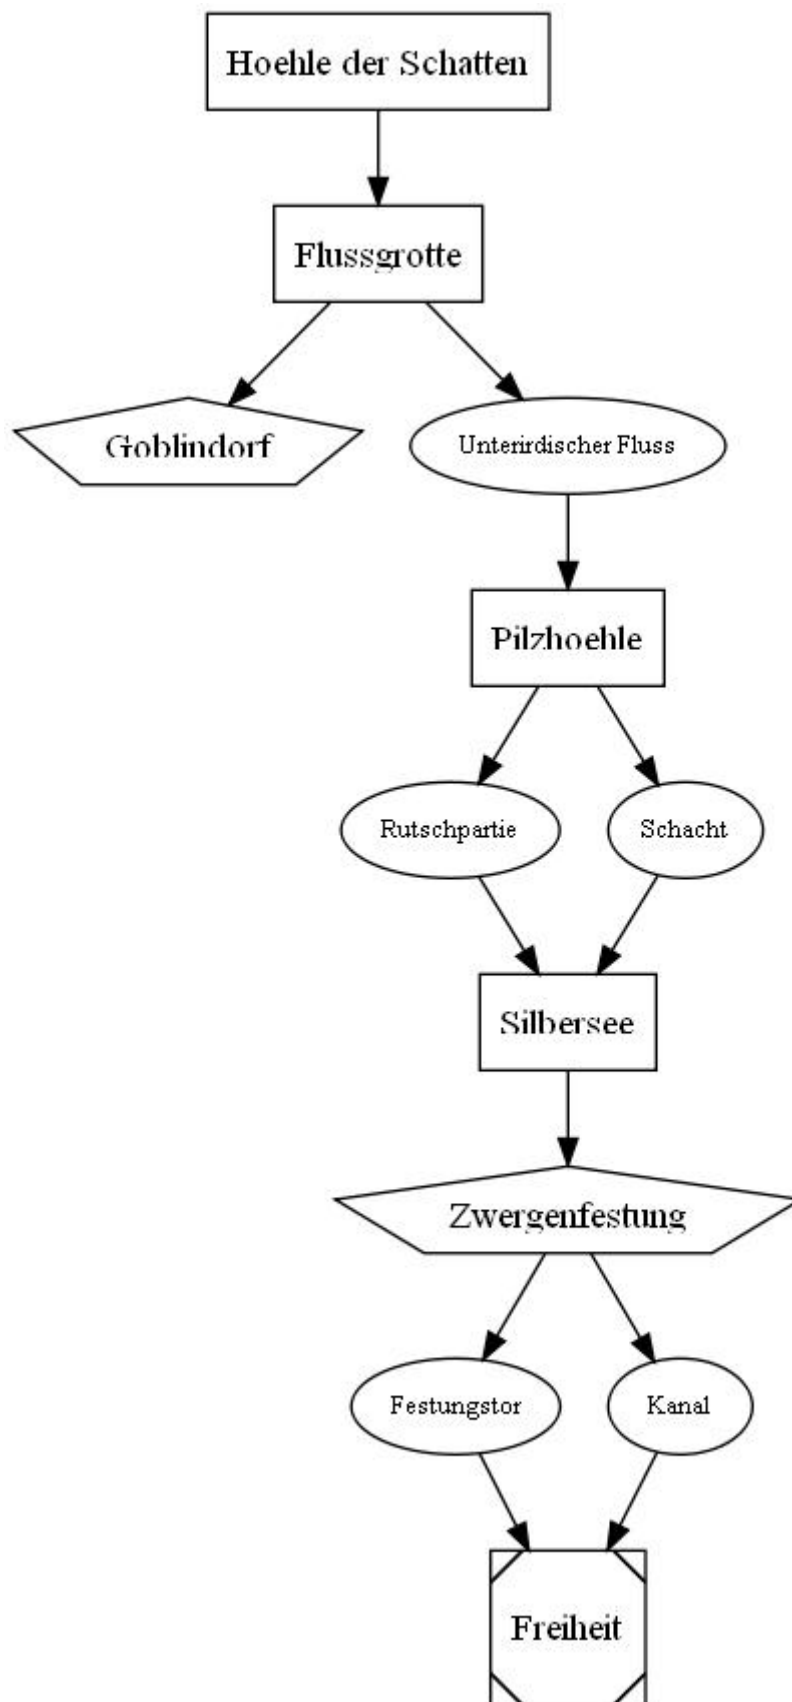 Hoehle der Schatten
Flussgrotte
Goblindorf
Unterirdischer Fluss
Pilzhoehle
Rutschpartie
Schacht
Silbersee
Zwergenfestung
Festungstor
Kanal
Freiheit